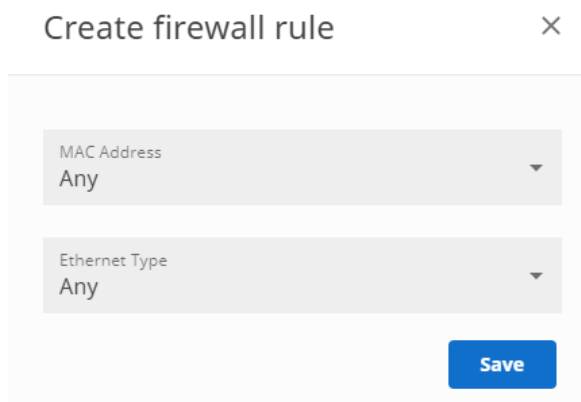 Create firewall rule
MAC Address
Any
Ethernet Type
Any
Save